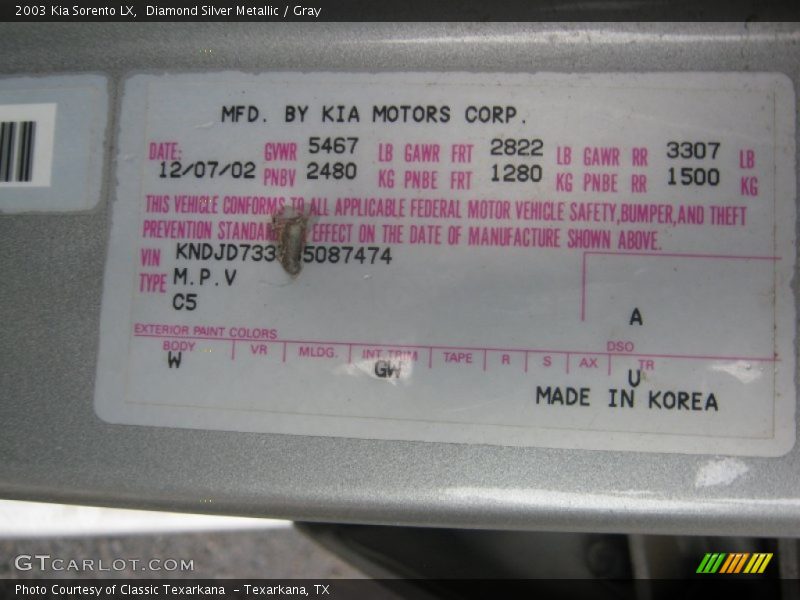 2003 Kia Sorento LX, Diamond Silver Metallic / Gray
MFD. BY KIA MOTORS CORP.
DATE: GVWR 5467 LB GAWR FRT 2822 LB GAWR RR 3307 LB
12/07/02 PNBV 2480 KG PNBE FRT 1280 KG PNBE RR 1500 KG
THIS VEHICLE CONFORMS TO ALL APPLICABLE FEDERAL MOTOR VEHICLE SAFETY,BUMPER,AND THEFT
PREVENTION EFFECT ON THE DATE OF MANUFACTURE SHOWN ABOVE.
VIN KNDJD733 5087474
TYPE M.P.V
C5
A
EXTERIOR PAINT COLORS
DSO
BODY VR MLDG. INT TRIM TAPE R S AX TR
W GW U
MADE IN KOREA
GTCARLOT.COM
Photo Courtesy of Classic Texarkana - Texarkana, TX